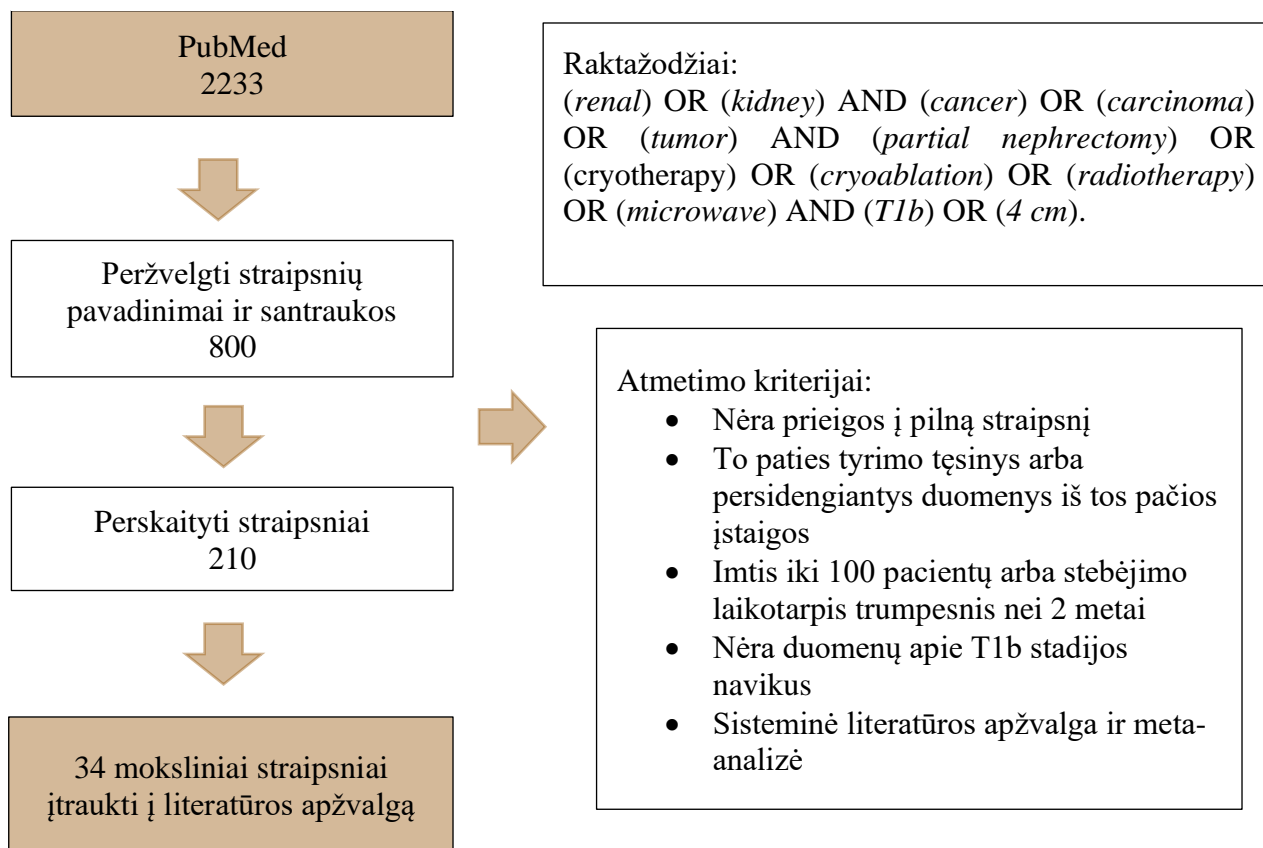 PubMed
2233
Raktažodžiai:
(renal) OR (kidney) AND (cancer) OR (carcinoma)
OR (tumor) AND (partial nephrectomy) OR
(cryotherapy) OR (cryoablation) OR (radiotherapy)
OR (microwave) AND (T1b) OR (4 cm).
Peržvelgti straipsnių
pavadinimai ir santraukos
800
Atmetimo kriterijai:
• Nėra prieigos į pilną straipsnį
• To paties tyrimo tęsinys arba
persidengiantys duomenys iš tos pačios
įstaigos
• Imtis iki 100 pacientų arba stebėjimo
laikotarpis trumpesnis nei 2 metai
• Nėra duomenų apie T1b stadijos
navikus
• Sisteminė literatūros apžvalga ir meta-
analizė
Perskaityti straipsniai
210
34 moksliniai straipsniai
įtraukti į literatūros apžvalgą